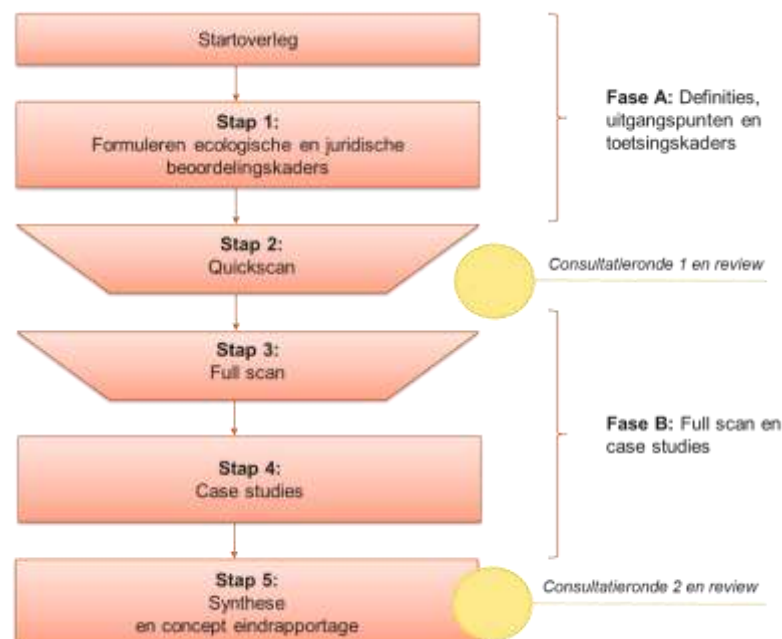 Startoverleg
Stap 1:
Formuleren ecologische en juridische
beoordelingskaders
Fase A: Definities,
uitgangspunten en
toetsingskaders
Stap 2:
Quickscan
Consultatieronde 1 en review
Stap 3:
Full scan
Fase B: Full scan en
case studies
Stap 4:
Case studies
Stap 5:
Synthese
en concept eindrapportage
Consultatieronde 2 en review